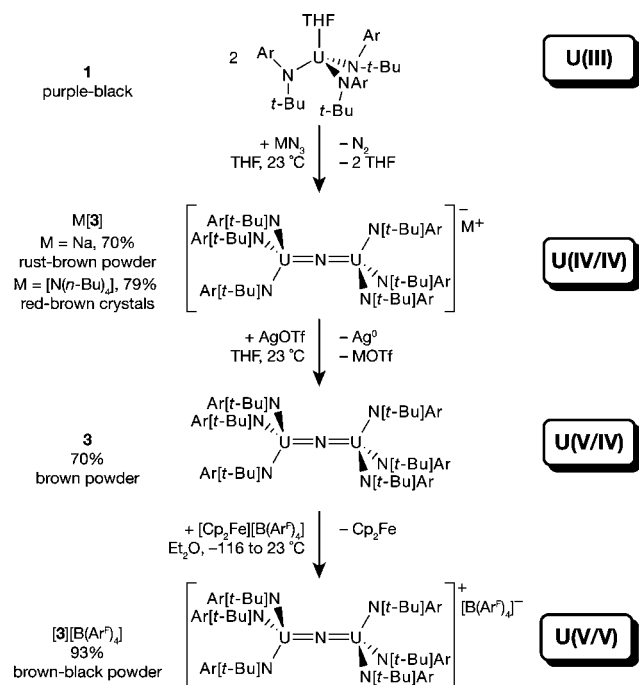 THF
2
Ar
U
Ar
N
N-t-Bu
NAr
t-Bu
t-Bu
1
purple-black
U(III)
+ MN₃
– N₂
THF, 23 °C
– 2 THF
M[3]
M = Na, 70%
rust-brown powder
M = [N(n-Bu)₄], 79%
red-brown crystals
Ar[t-Bu]N
Ar[t-Bu]N
Ar[t-Bu]N
U=N=U
N[t-Bu]Ar
N[t-Bu]Ar
N[t-Bu]Ar
–
M⁺
U(IV/IV)
+ AgOTf
– Ag⁰
THF, 23 °C
– MOTf
3
70%
brown powder
Ar[t-Bu]N
Ar[t-Bu]N
Ar[t-Bu]N
U=N=U
N[t-Bu]Ar
N[t-Bu]Ar
N[t-Bu]Ar
U(V/IV)
+ [Cp₂Fe][B(Arᶠ)₄]
– Cp₂Fe
Et₂O, –116 to 23 °C
[3][B(Arᶠ)₄]
93%
brown-black powder
Ar[t-Bu]N
Ar[t-Bu]N
Ar[t-Bu]N
U=N=U
N[t-Bu]Ar
N[t-Bu]Ar
N[t-Bu]Ar
+
[B(Arᶠ)₄]⁻
U(V/V)